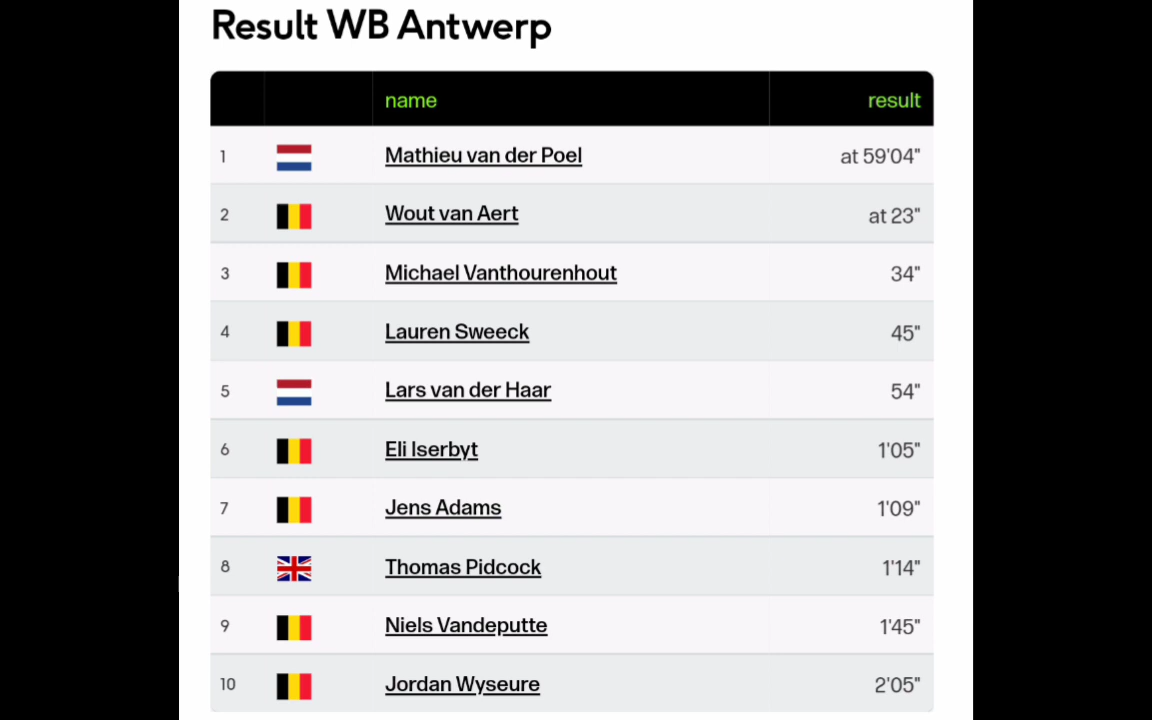 Result WB Antwerp
name result
1 Mathieu van der Poel at 59'04"
2 Wout van Aert at 23"
3 Michael Vanthourenhout 34"
4 Lauren Sweeck 45"
5 Lars van der Haar 54"
6 Eli Iserbyt 1'05"
7 Jens Adams 1'09"
8 Thomas Pidcock 1'14"
9 Niels Vandeputte 1'45"
10 Jordan Wyseure 2'05"